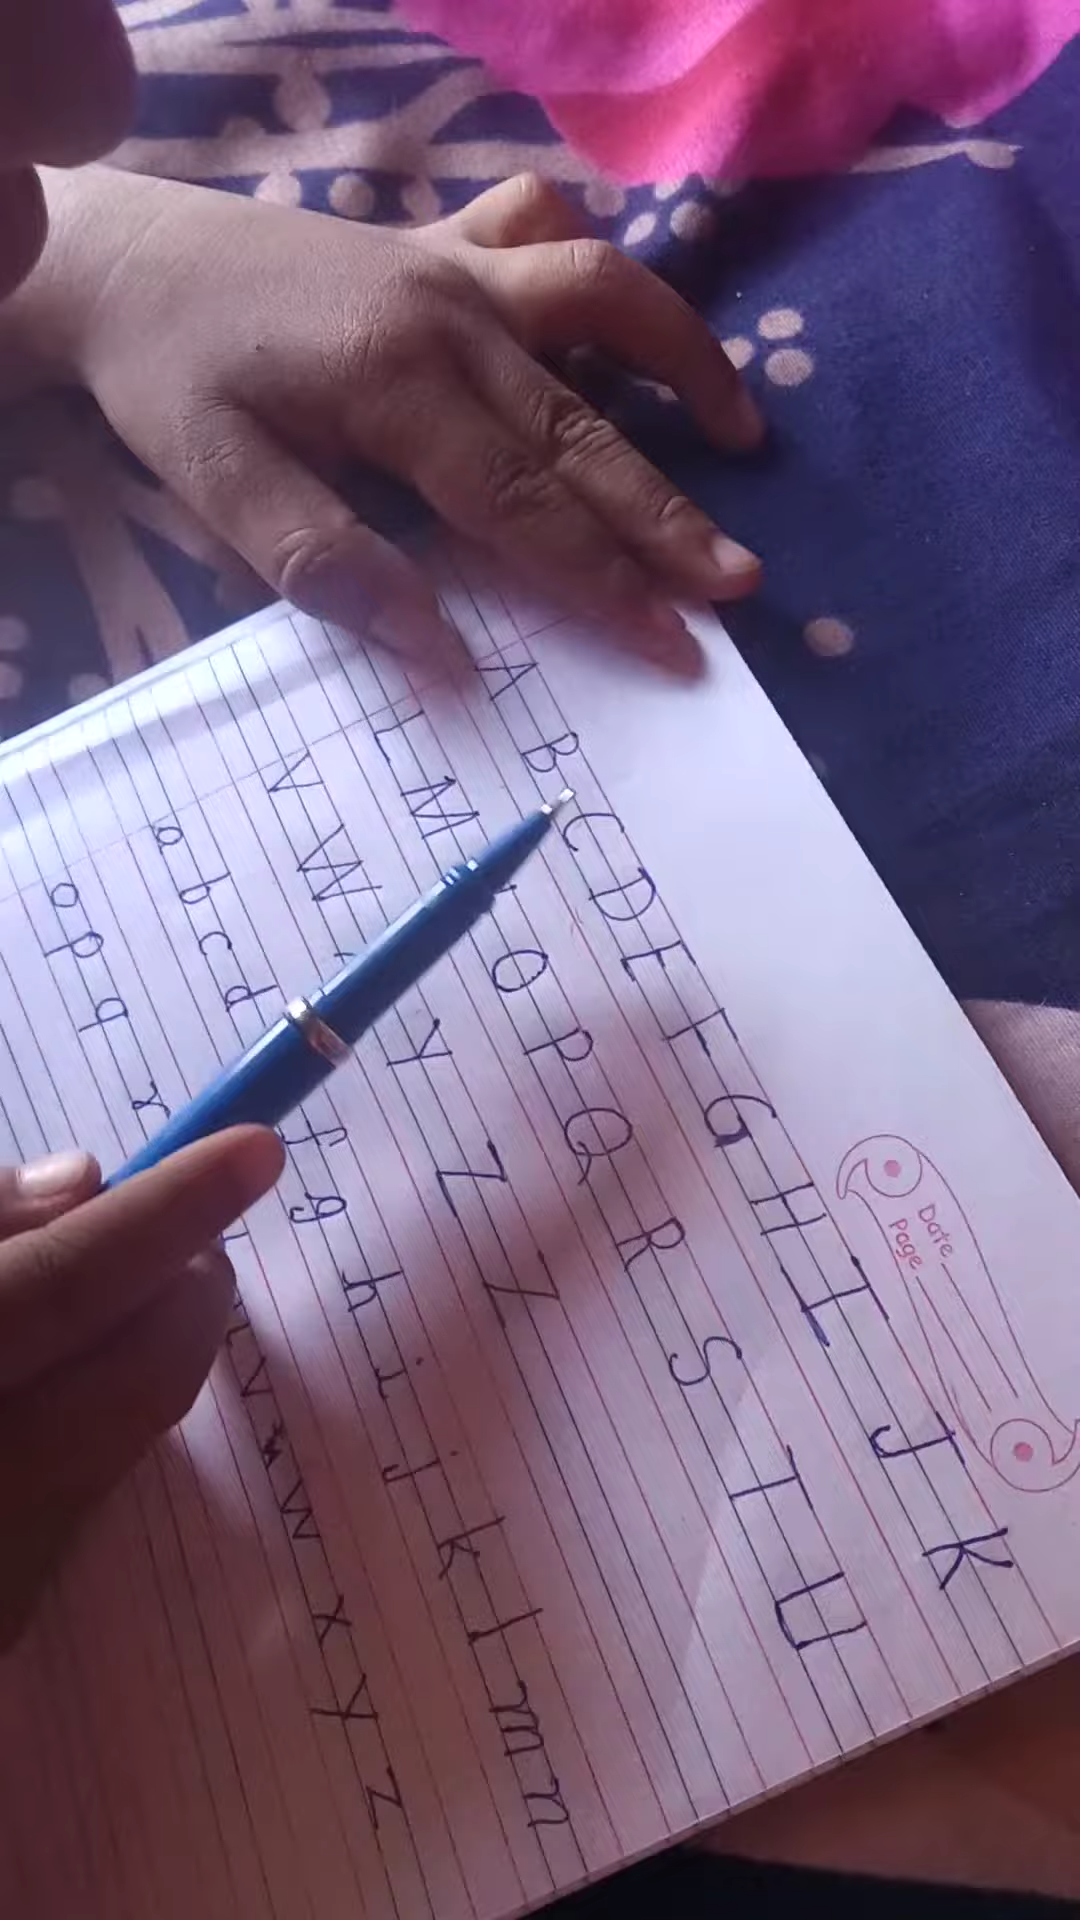 Date
Page
A B C D E F G H I J K
L M O P Q R S T U
V W Y Z
a b c d f g h i j k l m n
o p q r v w x y z